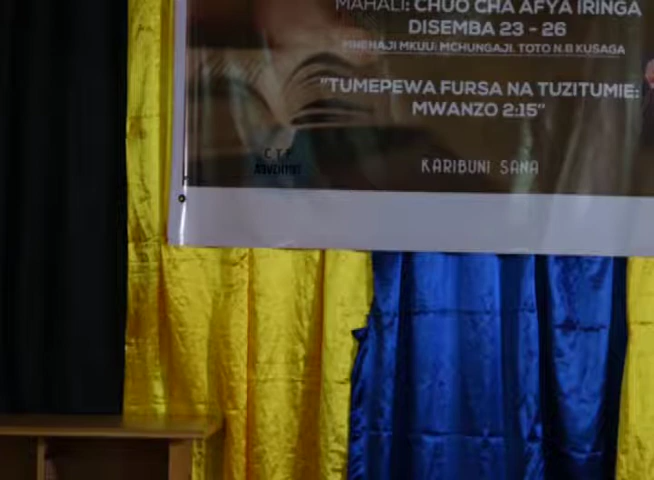 MAHALI: CHUO CHA AFYA IRINGA
DISEMBA 23 - 26
MNENAJI MKUU: MCHUNGAJI. TOTO N.B KUSAGA
"TUMEPEWA FURSA NA TUZITUMIE:
MWANZO 2:15"
KARIBUNI SANA